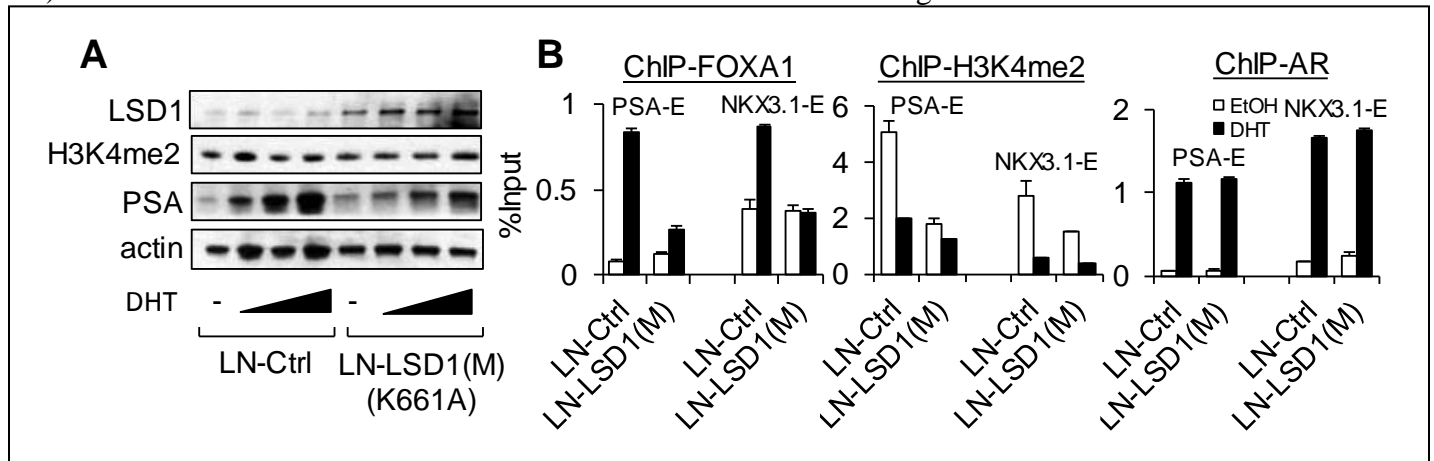 A
LSD1
H3K4me2
PSA
actin
DHT -  -
LN-Ctrl LN-LSD1(M)
(K661A)
B
ChIP-FOXA1
%Input
1
0.5
0
PSA-E NKX3.1-E
LN-Ctrl
LN-LSD1(M)
LN-Ctrl
LN-LSD1(M)
ChIP-H3K4me2
6
4
2
0
PSA-E
NKX3.1-E
LN-Ctrl
LN-LSD1(M)
LN-Ctrl
LN-LSD1(M)
ChIP-AR
2
1
0
EtOH NKX3.1-E
DHT
PSA-E
LN-Ctrl
LN-LSD1(M)
LN-Ctrl
LN-LSD1(M)